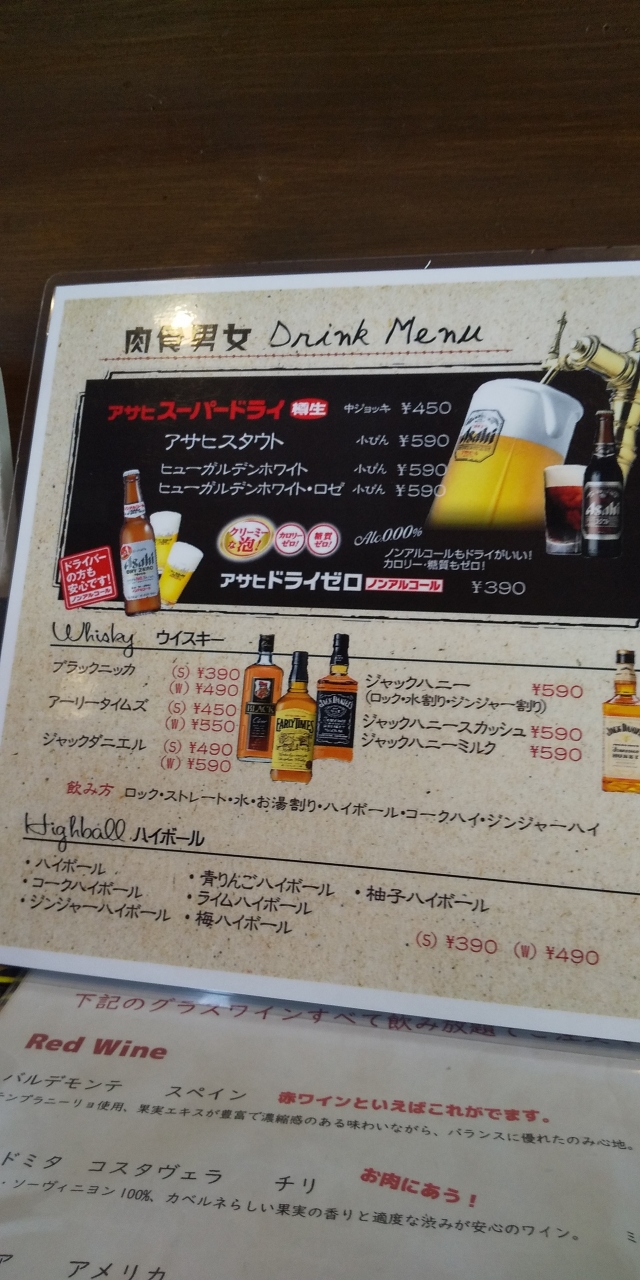 肉食男女 Drink Menu
アサヒスーパードライ 樽生 中ジョッキ ¥450
アサヒスタウト 小びん ¥590
ヒューガルデンホワイト 小びん ¥590
ヒューガルデンホワイト・ロゼ 小びん ¥590
クリーミーな泡! カロリーゼロ! 糖質ゼロ! Alc.0.00%
ノンアルコールもドライがいい!
カロリー・糖質もゼロ!
アサヒドライゼロ ノンアルコール ¥390
ドライバーの方も安心です! ノンアルコール
Asahi
Asahi
Asahi
Whisky ウイスキー
ブラックニッカ (S) ¥390
(W) ¥490
アーリータイムズ (S) ¥450
(W) ¥550
ジャックダニエル (S) ¥490
(W) ¥590
BLACK
EARLY TIMES
JACK DANIEL'S
ジャックハニー ¥590
(ロック・水割り・ジンジャー割り)
ジャックハニースカッシュ ¥590
ジャックハニーミルク ¥590
飲み方 ロック・ストレート・水・お湯割り・ハイボール・コークハイ・ジンジャーハイ
Highball ハイボール
・ハイボール
・コークハイボール
・ジンジャーハイボール
・青りんごハイボール
・ライムハイボール
・梅ハイボール
・柚子ハイボール
・(S) ¥390 (W) ¥490
下記のグラスワインすべて飲み放題でご注文
Red Wine
バルデモンテ スペイン 赤ワインといえばこれがでます。
テンプラニーリョ使用、果実エキスが豊富で濃縮感のある味わいながら、バランスに優れたのみ心地。
ドミタ コスタヴェラ チリ お肉にあう!
・ソーヴィニヨン100%、カベルネらしい果実の香りと適度な渋みが安心のワイン。
ア アメリカ